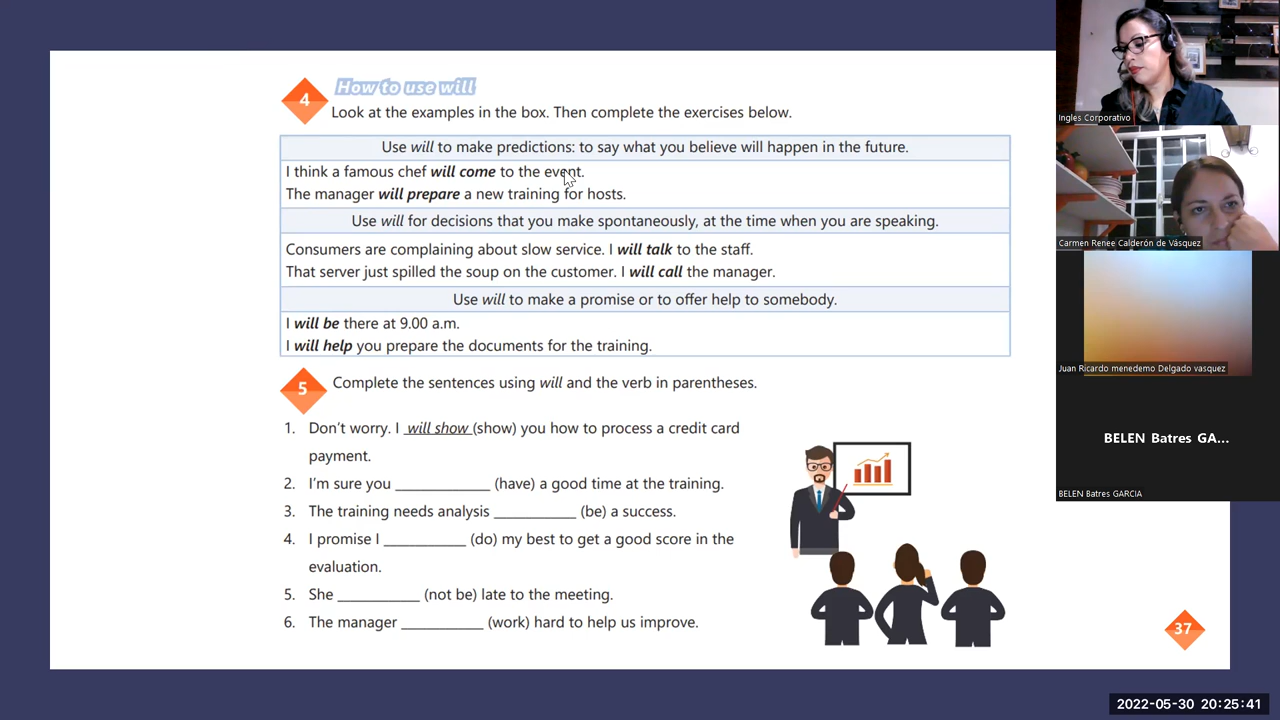 4
How to use will
Look at the examples in the box. Then complete the exercises below.
Use will to make predictions: to say what you believe will happen in the future.
I think a famous chef will come to the event.
The manager will prepare a new training for hosts.
Use will for decisions that you make spontaneously, at the time when you are speaking.
Consumers are complaining about slow service. I will talk to the staff.
That server just spilled the soup on the customer. I will call the manager.
Use will to make a promise or to offer help to somebody.
I will be there at 9.00 a.m.
I will help you prepare the documents for the training.
5
Complete the sentences using will and the verb in parentheses.
1. Don't worry. I will show (show) you how to process a credit card
payment.
2. I'm sure you ____________ (have) a good time at the training.
3. The training needs analysis ___________ (be) a success.
4. I promise I ___________ (do) my best to get a good score in the
evaluation.
5. She ___________ (not be) late to the meeting.
6. The manager ___________ (work) hard to help us improve.
37
Ingles Corporativo
Carmen Renee Calderón de Vásquez
Juan Ricardo menedemo Delgado vasquez
BELEN Batres GA...
BELEN Batres GARCIA
2022-05-30 20:25:41